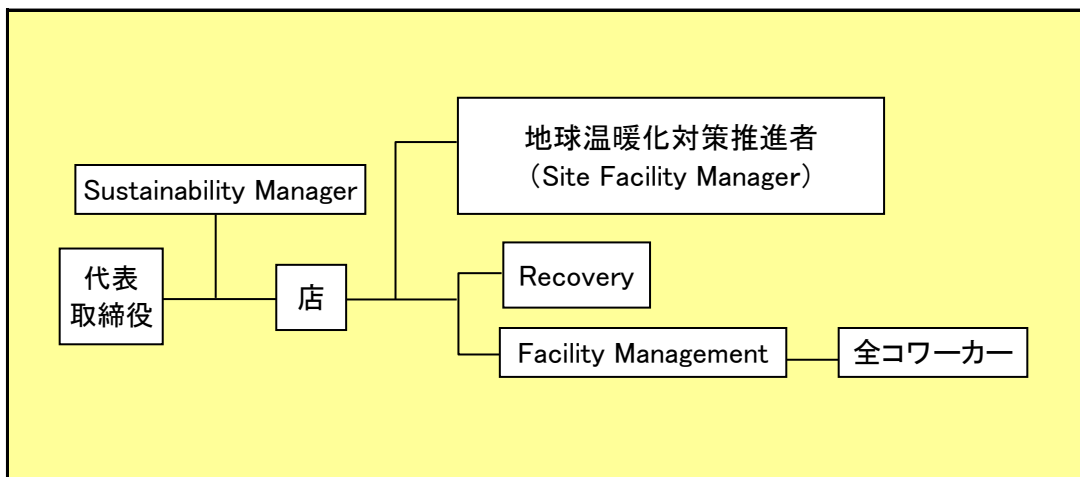 地球温暖化対策推進者
（Site Facility Manager）
Sustainability Manager
代表
取締役
店
Recovery
Facility Management
全コワーカー